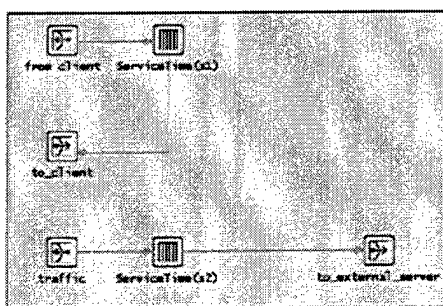 from_client ServiceTime(s1)
to_client
traffic ServiceTime(s2) to_external_server